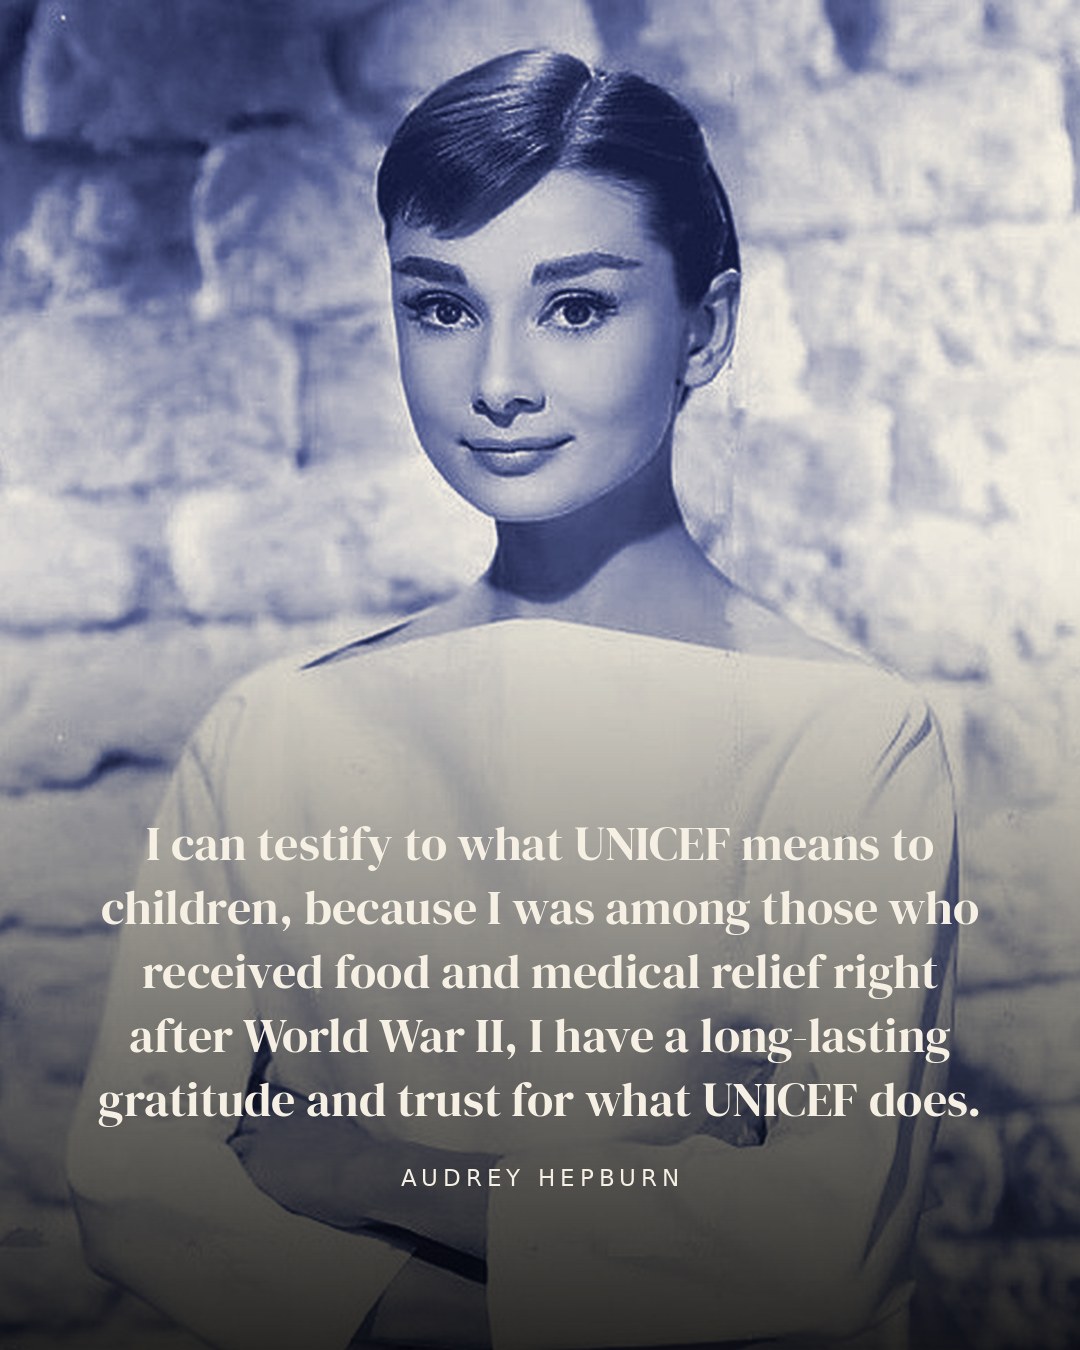 I can testify to what UNICEF means to
children, because I was among those who
received food and medical relief right
after World War II, I have a long-lasting
gratitude and trust for what UNICEF does.
AUDREY HEPBURN